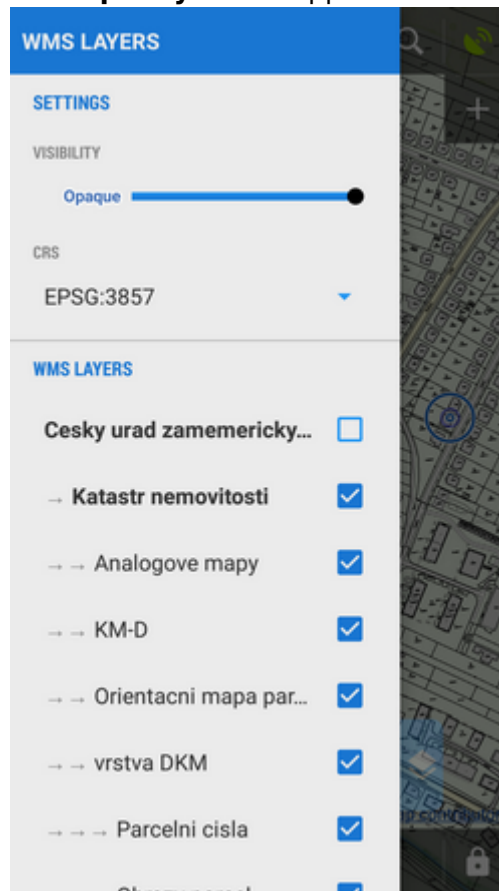 WMS LAYERS
SETTINGS
VISIBILITY
Opaque
CRS
EPSG:3857
WMS LAYERS
Cesky urad zamemericky...
→ Katastr nemovitosti
→ → Analogove mapy
→ → KM-D
→ → Orientacni mapa par...
→ → vrstva DKM
→ → → Parcelni cisla